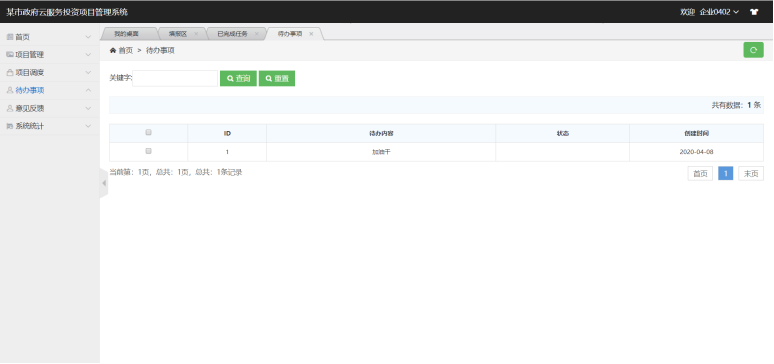 某市政府云服务投资项目管理系统
欢迎 企业0402
首页
项目管理
项目调度
待办事项
意见反馈
系统统计
我的桌面 填报区 已完成任务 待办事项
首页 > 待办事项
关键字: 查询 重置
共有数据：1 条
ID 待办内容 状态 创建时间
1 加油干 2020-04-08
当前第：1页，总共：1页，总共：1条记录
首页 1 末页